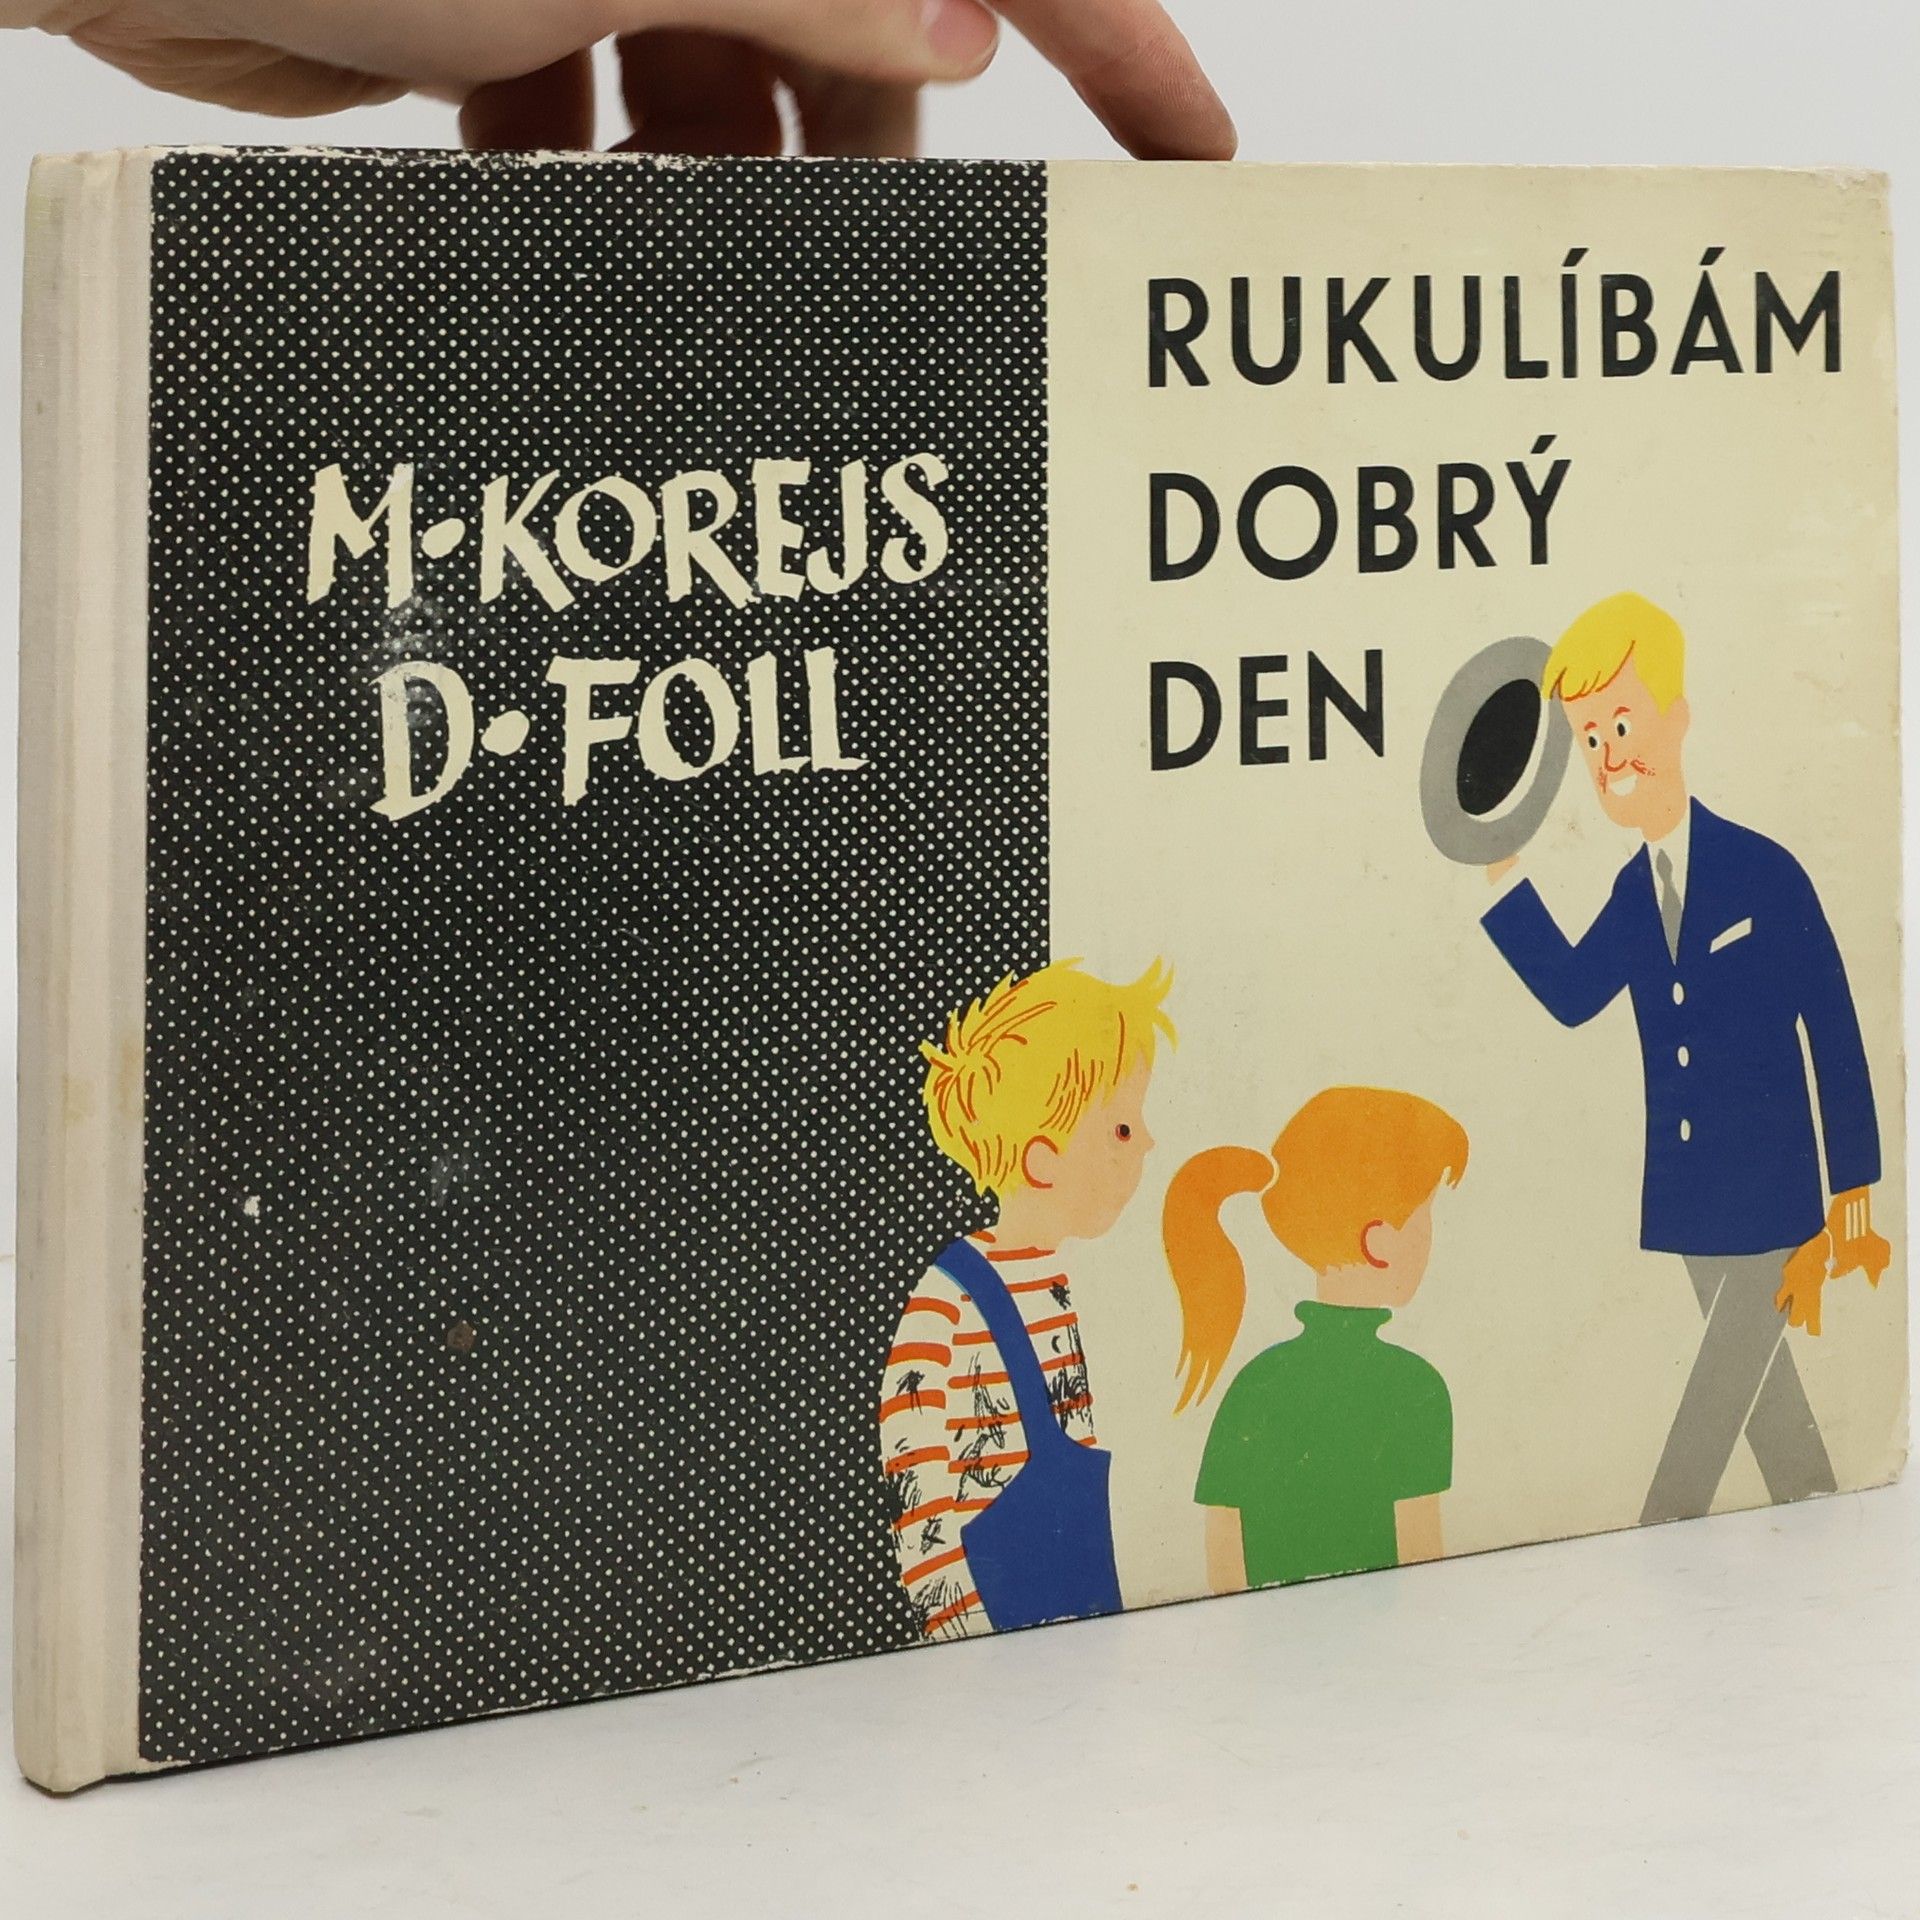 M·KOREJS
D·FOLL
RUKULÍBÁM
DOBRÝ
DEN